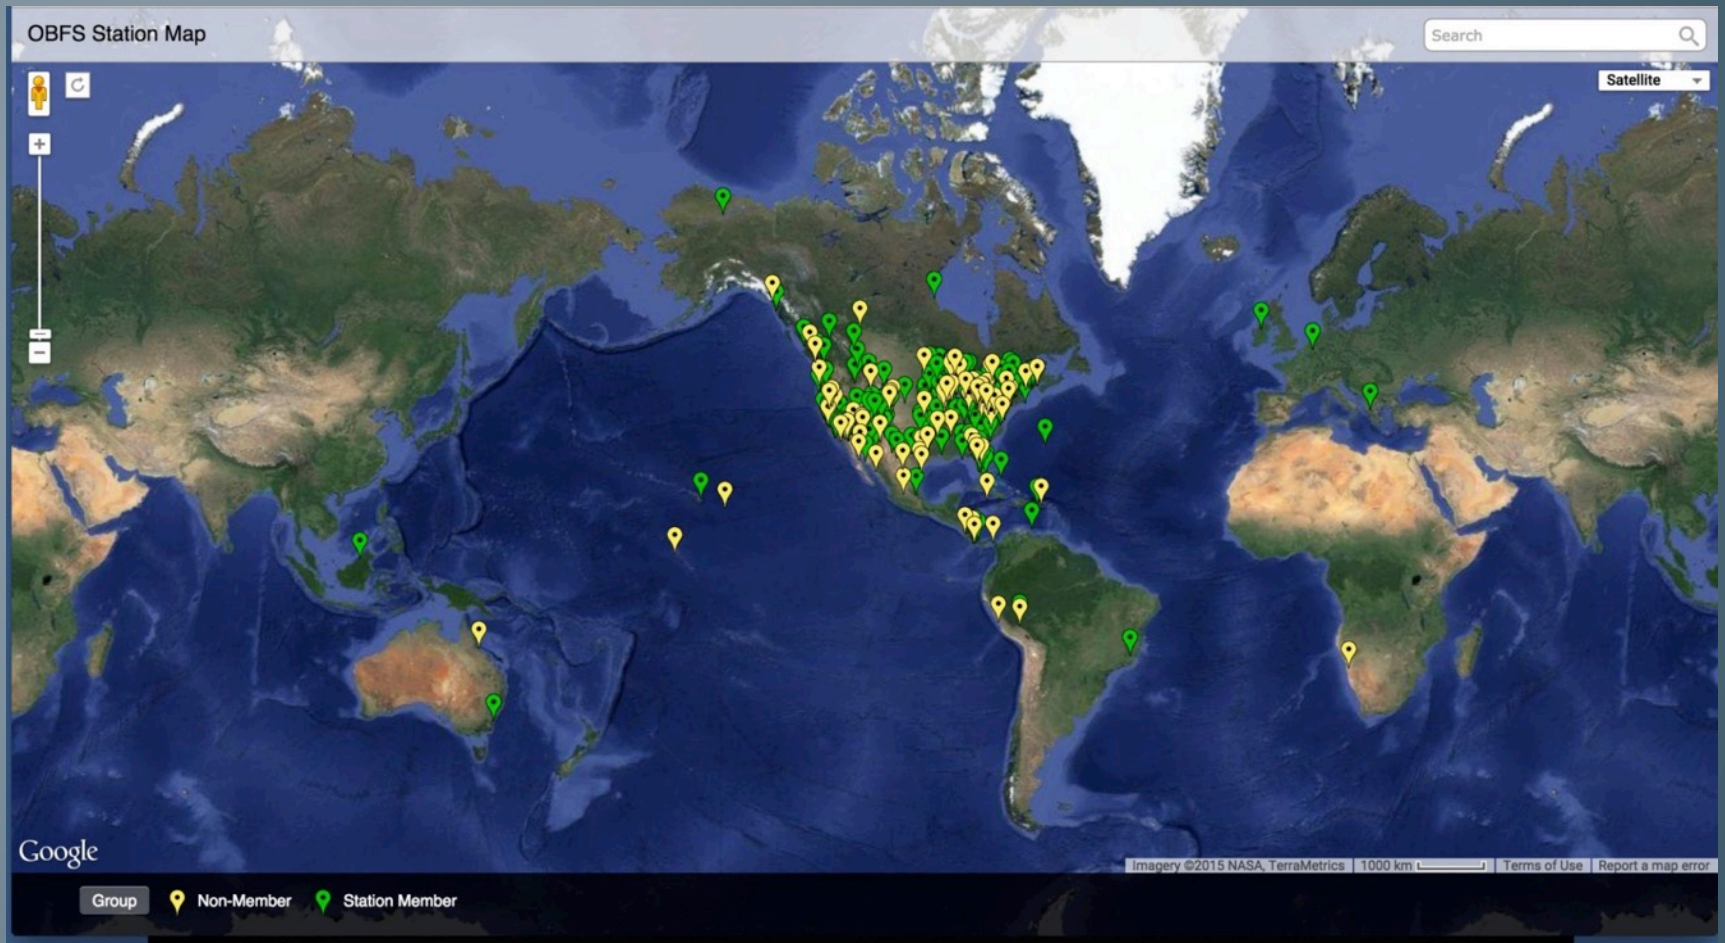 OBFS Station Map
Search
Satellite
Google
Imagery ©2015 NASA, TerraMetrics
1000 km
Terms of Use
Report a map error
Group
Non-Member
Station Member